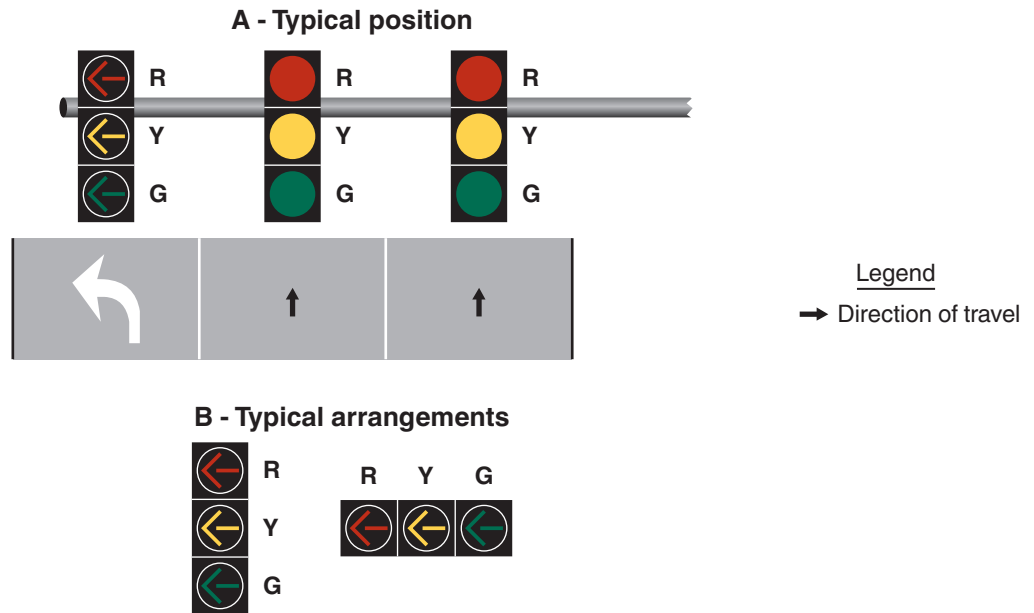 A - Typical position
R R R
Y Y Y
G G G
Legend
Direction of travel
B - Typical arrangements
R
Y
G
R Y G